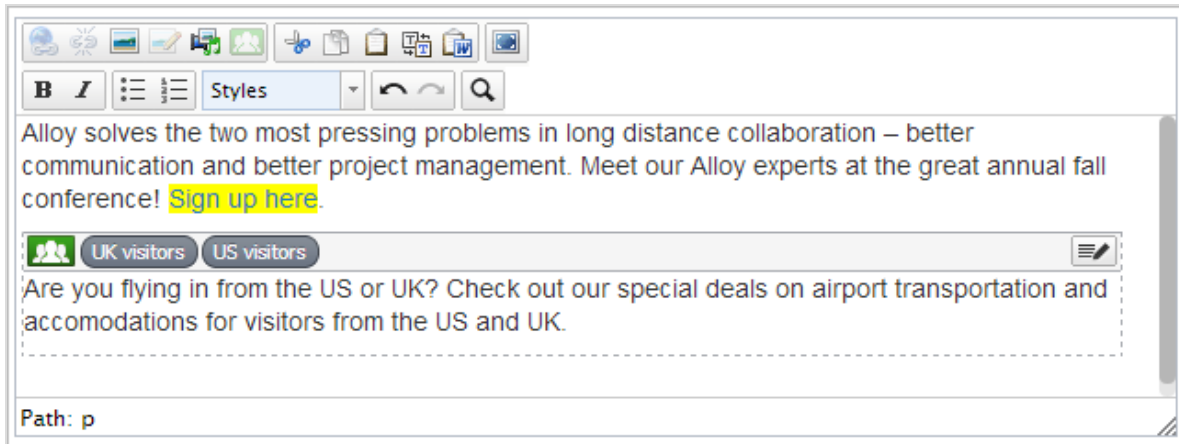 B I Styles
Alloy solves the two most pressing problems in long distance collaboration – better
communication and better project management. Meet our Alloy experts at the great annual fall
conference! Sign up here.
UK visitors US visitors
Are you flying in from the US or UK? Check out our special deals on airport transportation and
accomodations for visitors from the US and UK.
Path: p